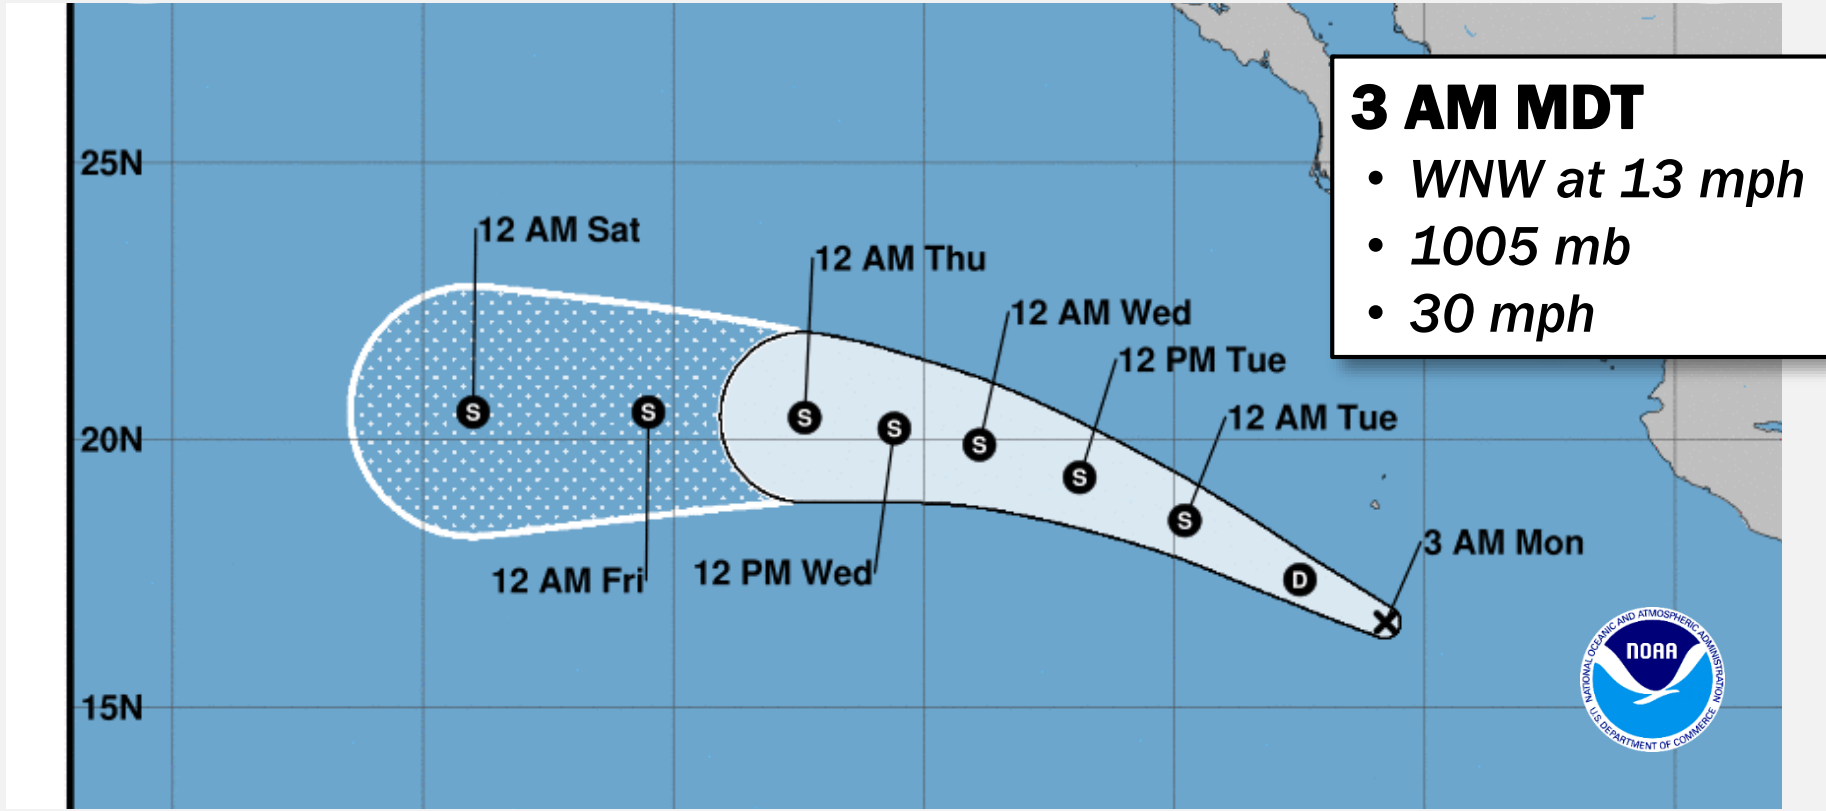 3 AM MDT
• WNW at 13 mph
• 1005 mb
• 30 mph
25N
12 AM Sat
12 AM Thu
12 AM Wed
12 PM Tue
12 AM Tue
S
S
S
S
S
S
S
20N
D
3 AM Mon
12 AM Fri
12 PM Wed
15N
NATIONAL OCEANIC AND ATMOSPHERIC ADMINISTRATION
NOAA
U.S. DEPARTMENT OF COMMERCE